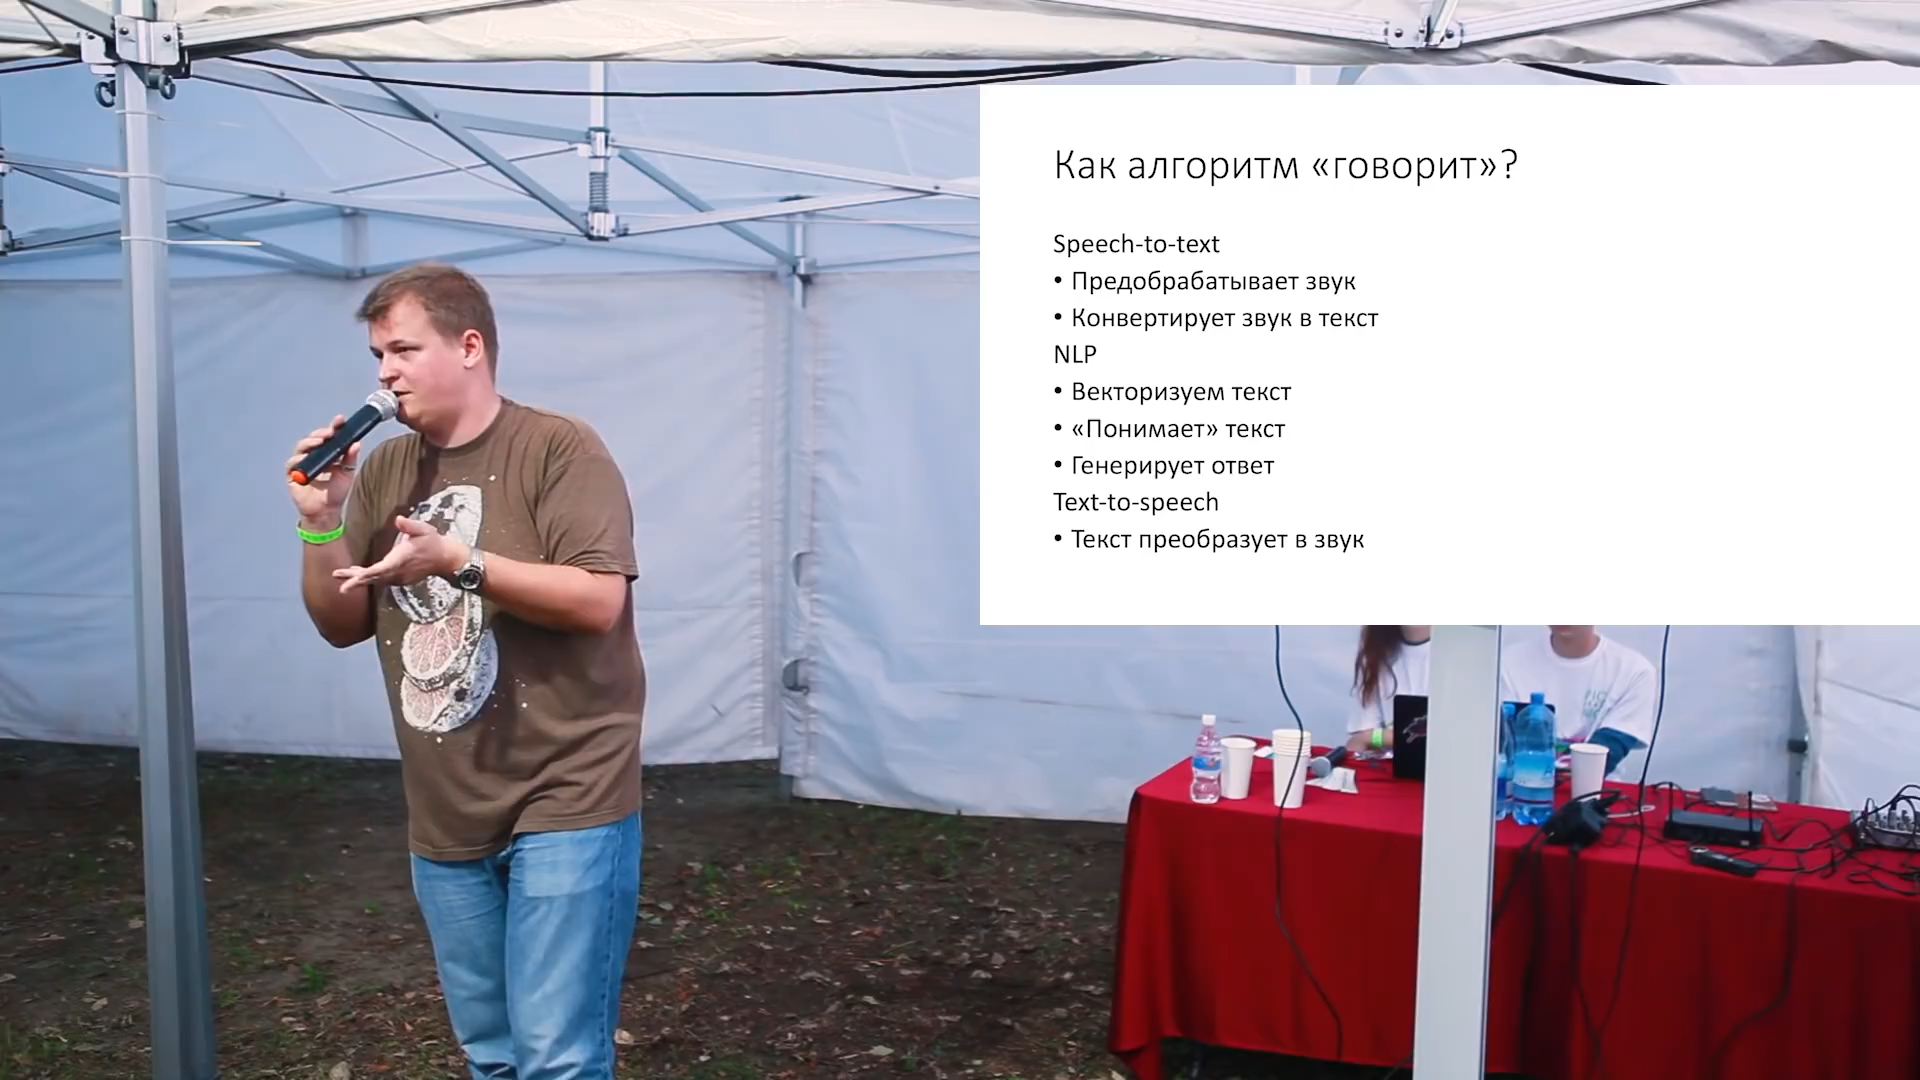 Как алгоритм «говорит»?
Speech-to-text
• Предобрабатывает звук
• Конвертирует звук в текст
NLP
• Векторизуем текст
• «Понимает» текст
• Генерирует ответ
Text-to-speech
• Текст преобразует в звук